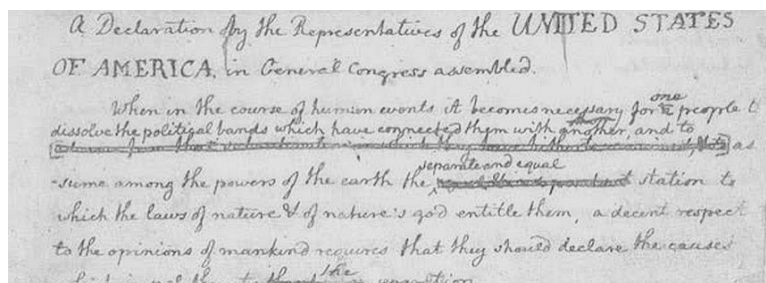 A Declaration by the Representatives of the UNITED STATES
OF AMERICA, in General Congress assembled.
When in the course of human events it becomes necessary for one people to
dissolve the political bands which have connected them with another, and to
as
-sume among the powers of the earth the separate and equal station to
which the laws of nature & of nature's god entitle them, a decent respect
to the opinions of mankind requires that they should declare the causes
the separation